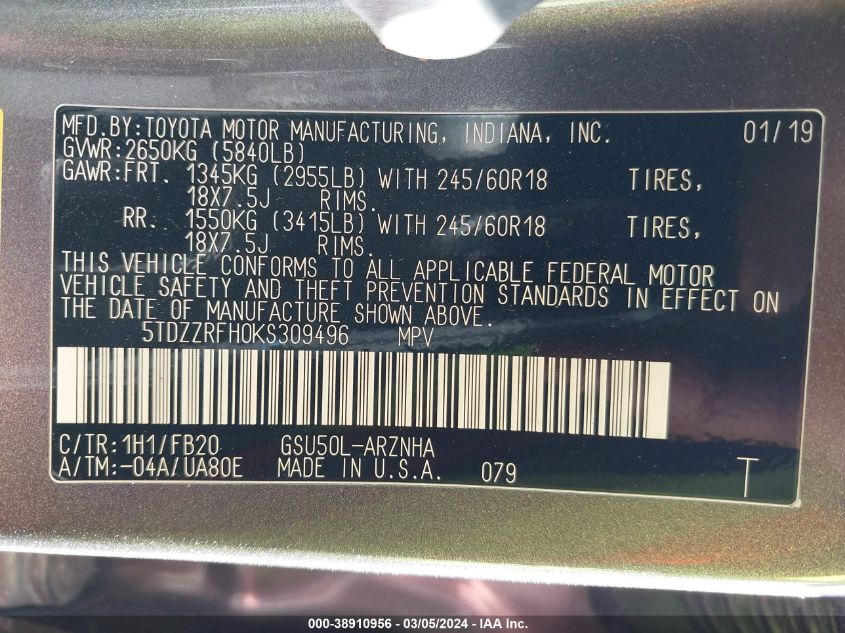 MFD.BY:TOYOTA MOTOR MANUFACTURING, INDIANA, INC. 01/19
GVWR:2650KG (5840LB)
GAWR:FRT. 1345KG (2955LB) WITH 245/60R18 TIRES,
18X7.5J RIMS.
RR. 1550KG (3415LB) WITH 245/60R18 TIRES,
18X7.5J RIMS.
THIS VEHICLE CONFORMS TO ALL APPLICABLE FEDERAL MOTOR
VEHICLE SAFETY AND THEFT PREVENTION STANDARDS IN EFFECT ON
THE DATE OF MANUFACTURE SHOWN ABOVE.
5TDZZRFH0KS309496 MPV
C/TR:1H1/FB20 GSU50L-ARZNHA
A/TM:-04A/UA80E MADE IN U.S.A. 079 T
000-38910956 — 03/05/2024 — IAA Inc.